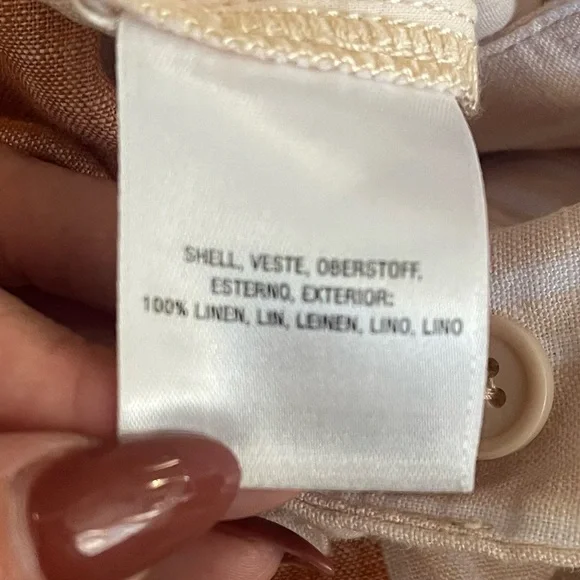 SHELL, VESTE, OBERSTOFF,
ESTERNO, EXTERIOR:
100% LINEN, LIN, LEINEN, LINO, LINO